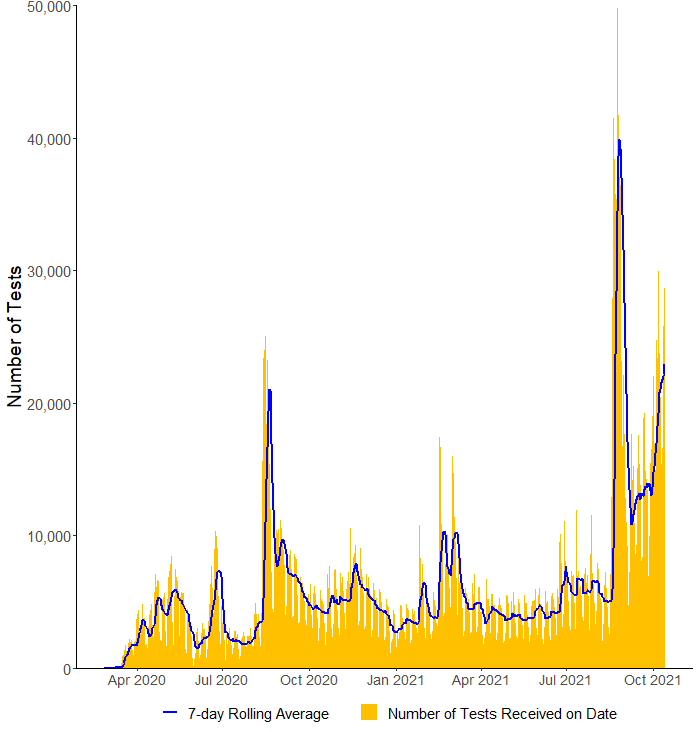 Number of Tests
50,000
40,000
30,000
20,000
10,000
0
Apr 2020 Jul 2020 Oct 2020 Jan 2021 Apr 2021 Jul 2021 Oct 2021
7-day Rolling Average Number of Tests Received on Date